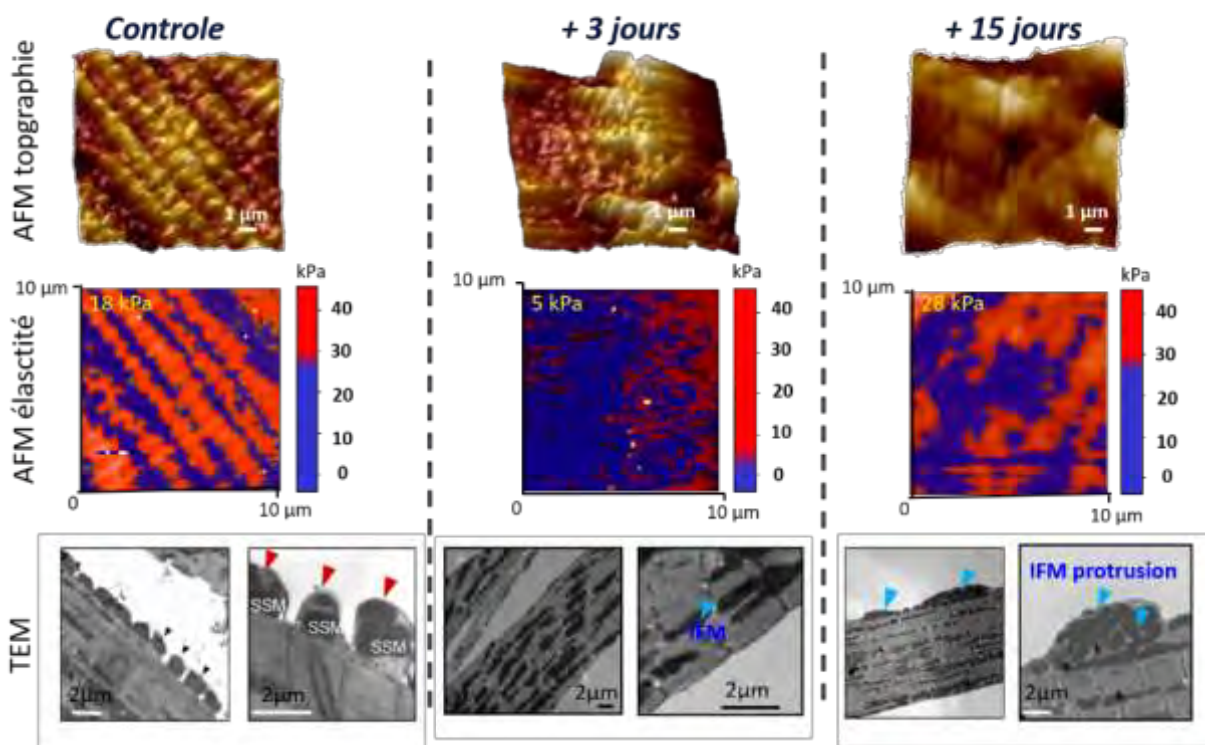 Controle
+ 3 jours
+ 15 jours
AFM topgraphie
1 µm
1 µm
1 µm
AFM élasctité
10 µm
18 kPa
kPa
40
30
20
10
0
0
10 µm
10 µm
5 kPa
kPa
40
30
20
10
0
0
10 µm
10 µm
28 kPa
kPa
40
30
20
10
0
0
10 µm
TEM
2µm
SSM
SSM
SSM
2µm
2µm
IFM
2µm
2µm
IFM protrusion
2µm